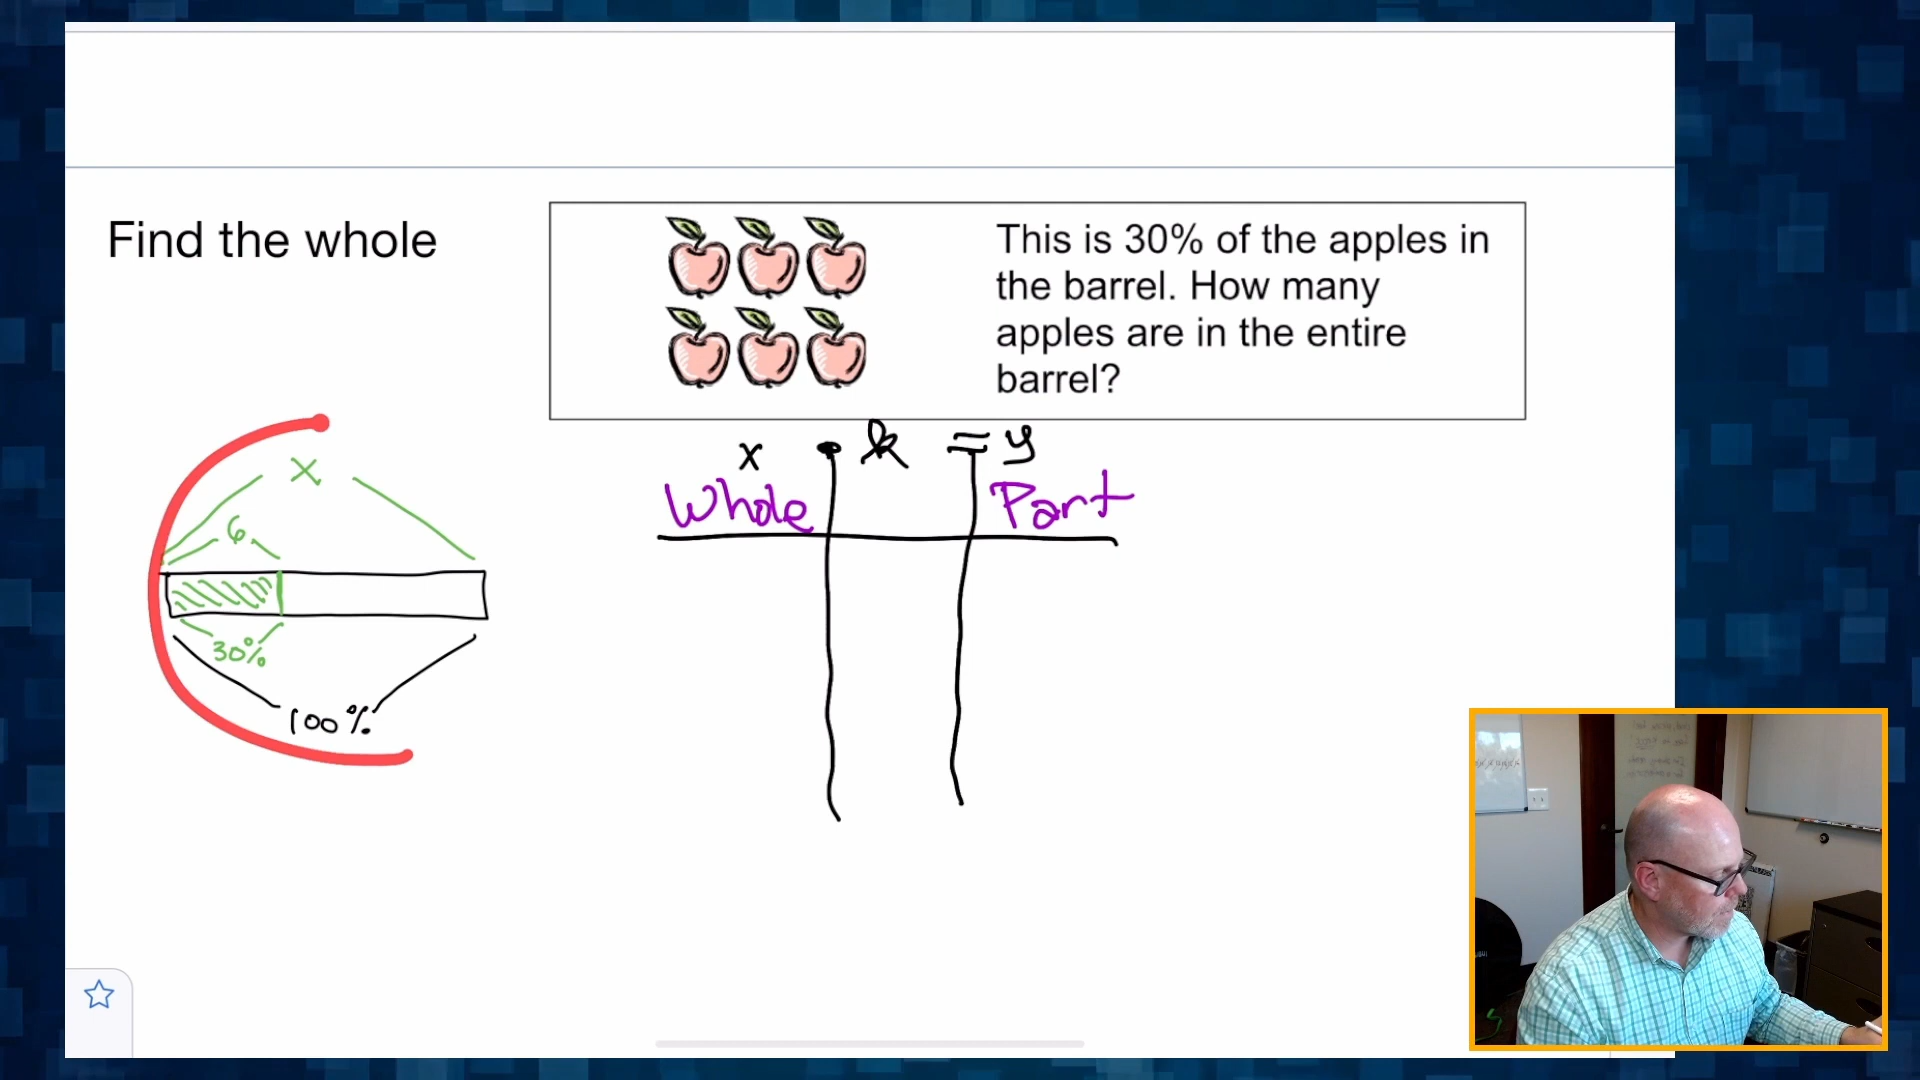 Find the whole
This is 30% of the apples in
the barrel. How many
apples are in the entire
barrel?
x • k = y
Whole Part
x
6
30%
100%